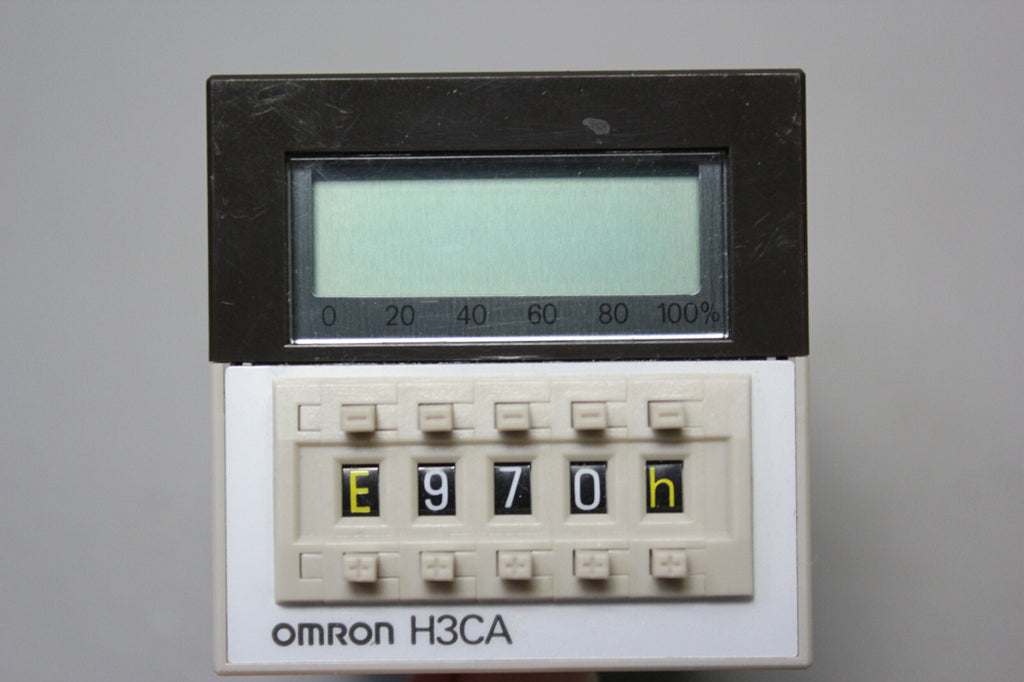 0 20 40 60 80 100%
- - - - -
E 9 7 0 h
+ + + + +
omRon H3CA